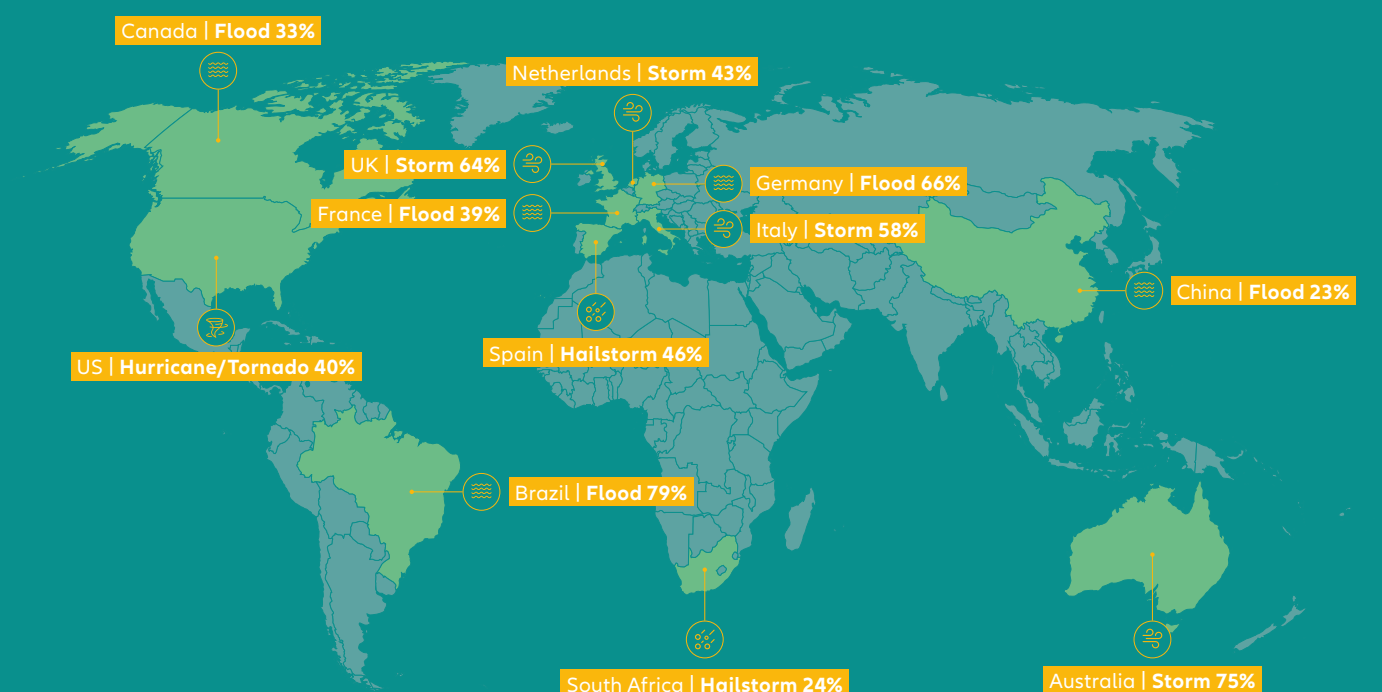 Canada | Flood 33%
Netherlands | Storm 43%
UK | Storm 64%
Germany | Flood 66%
France | Flood 39%
Italy | Storm 58%
China | Flood 23%
Spain | Hailstorm 46%
US | Hurricane/Tornado 40%
Brazil | Flood 79%
South Africa | Hailstorm 24%
Australia | Storm 75%